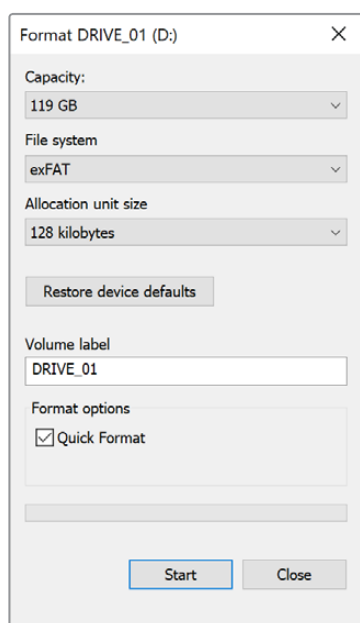 Format DRIVE_01 (D:)
Capacity:
119 GB
File system
exFAT
Allocation unit size
128 kilobytes
Restore device defaults
Volume label
DRIVE_01
Format options
Quick Format
Start Close